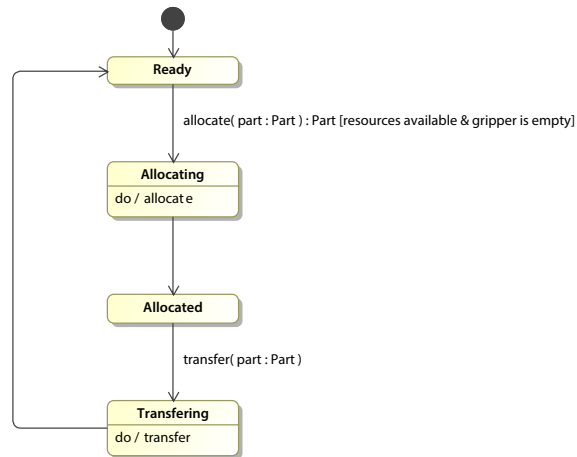 Ready
allocate( part : Part ) : Part [resources available & gripper is empty]
Allocating
do / allocate
Allocated
transfer( part : Part )
Transfering
do / transfer